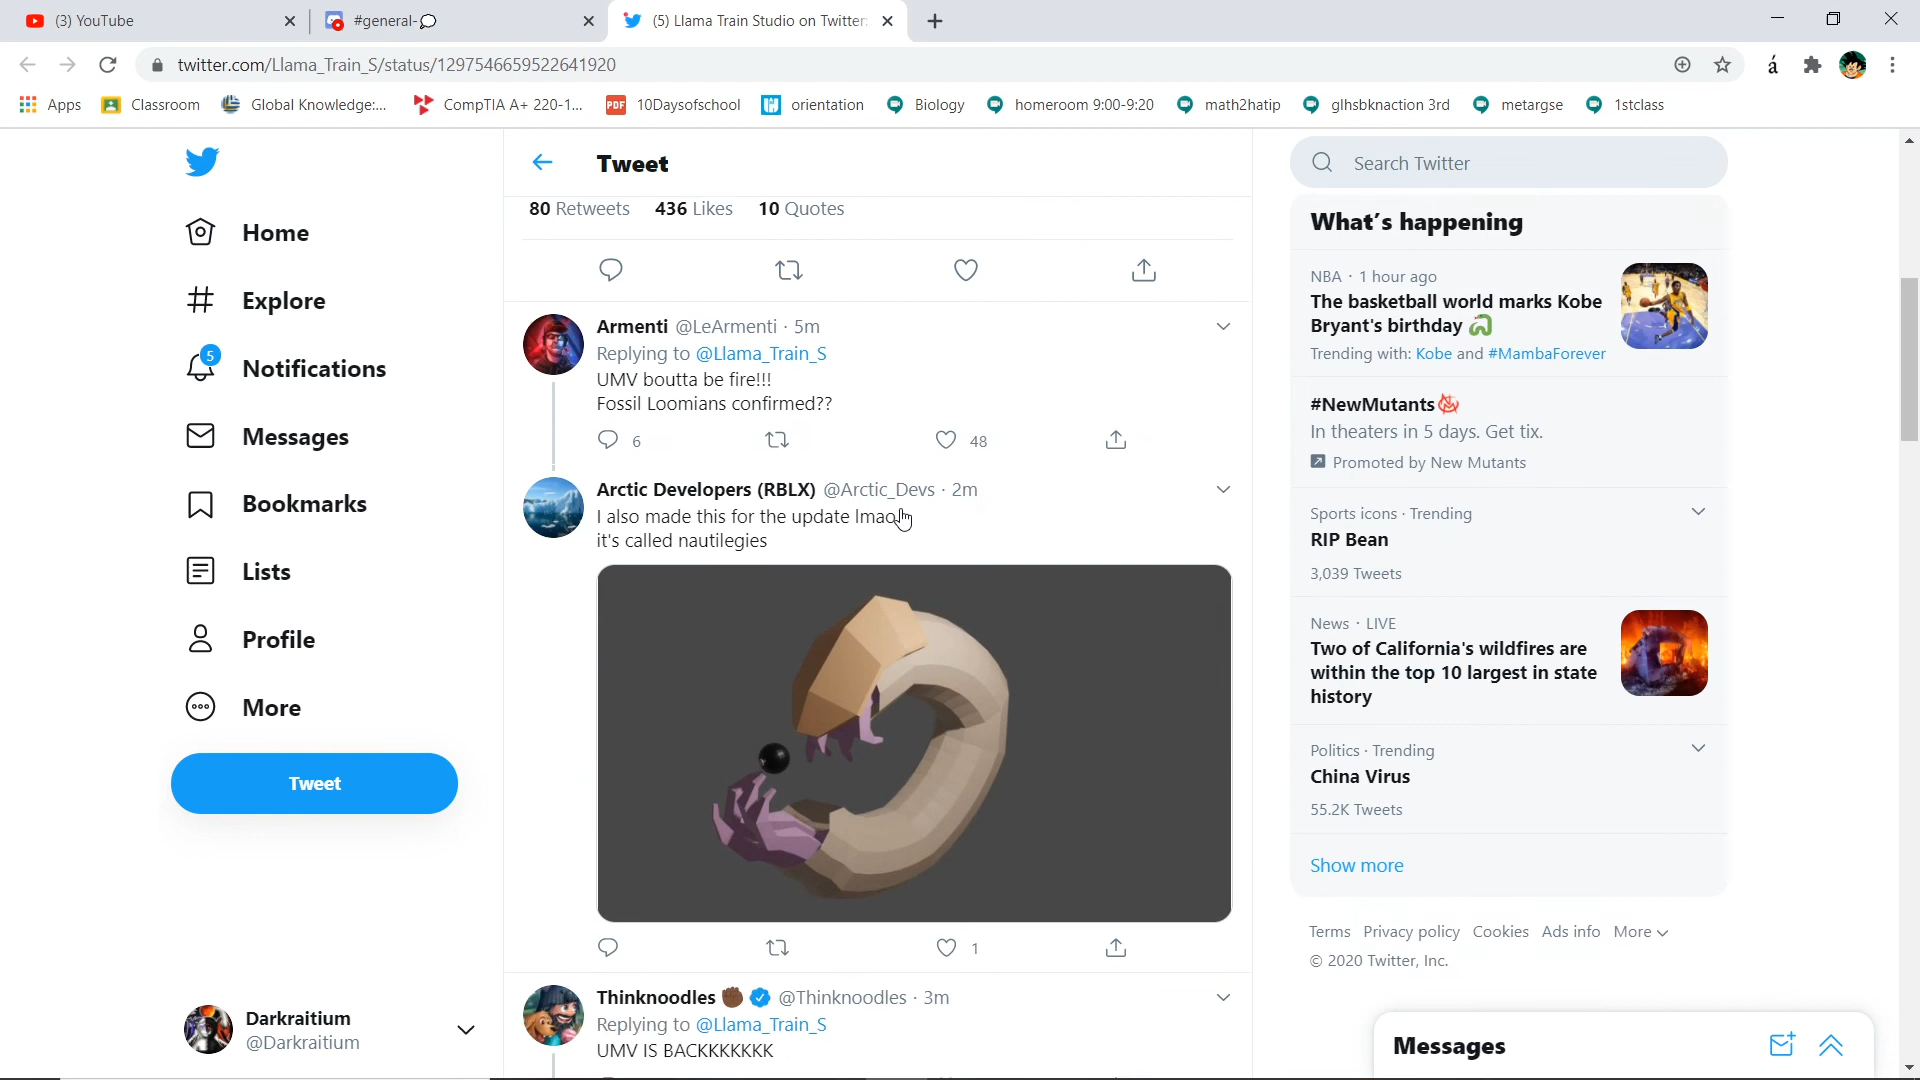 (3) YouTube
#general-
(5) Llama Train Studio on Twitter:
twitter.com/Llama_Train_S/status/1297546659522641920
á
Apps
Classroom
Global Knowledge:...
CompTIA A+ 220-1...
PDF
10Daysofschool
orientation
Biology
homeroom 9:00-9:20
math2hatip
glhsbknaction 3rd
metargse
1stclass
Home
Explore
5
Notifications
Messages
Bookmarks
Lists
Profile
More
Tweet
Darkraitium
@Darkraitium
Tweet
80 Retweets 436 Likes 10 Quotes
Armenti @LeArmenti · 5m
Replying to @Llama_Train_S
UMV boutta be fire!!!
Fossil Loomians confirmed??
6
48
Arctic Developers (RBLX) @Arctic_Devs · 2m
I also made this for the update lmao
it's called nautilegies
1
Thinknoodles @Thinknoodles · 3m
Replying to @Llama_Train_S
UMV IS BACKKKKKKK
Search Twitter
What's happening
NBA · 1 hour ago
The basketball world marks Kobe
Bryant's birthday
Trending with: Kobe and #MambaForever
#NewMutants
In theaters in 5 days. Get tix.
Promoted by New Mutants
Sports icons · Trending
RIP Bean
3,039 Tweets
News · LIVE
Two of California's wildfires are
within the top 10 largest in state
history
Politics · Trending
China Virus
55.2K Tweets
Show more
Terms Privacy policy Cookies Ads info More
© 2020 Twitter, Inc.
Messages